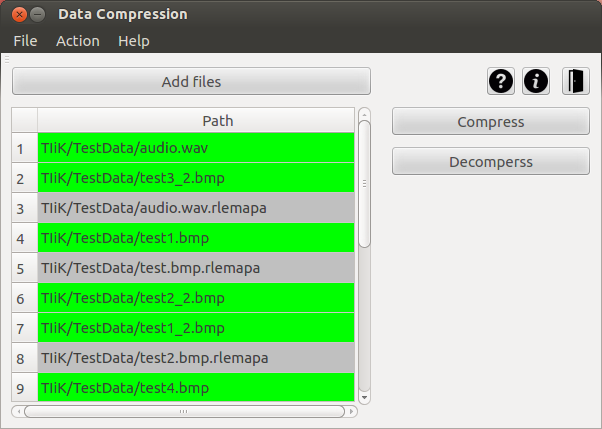 Data Compression
File Action Help
Add files
? i
Path
Compress
1 TIiK/TestData/audio.wav
Decomperss
2 TIiK/TestData/test3_2.bmp
3 TIiK/TestData/audio.wav.rlemapa
4 TIiK/TestData/test1.bmp
5 TIiK/TestData/test.bmp.rlemapa
6 TIiK/TestData/test2_2.bmp
7 TIiK/TestData/test1_2.bmp
8 TIiK/TestData/test2.bmp.rlemapa
9 TIiK/TestData/test4.bmp